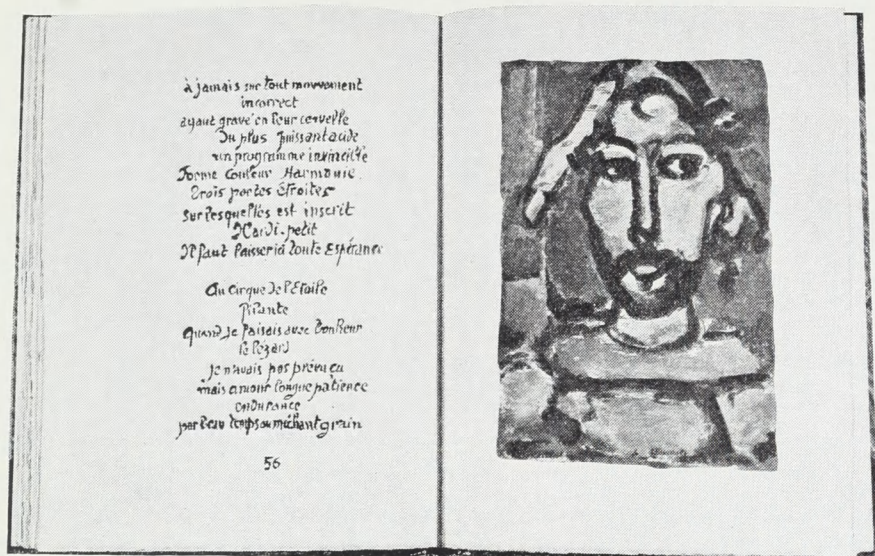 à jamais sur tout mouvement
incorrect
ayant gravé en leur cervelle
Du plus puissant
un programme invincible
Forme Couleur Harmonie.
Trois portes étroites
sur lesquelles est inscrit
Hardi-petit
Il faut laisser là toute Espérance
Au Cirque de l'Etoile
Filante
Quand je faisais avec bonheur
le lézard
je n'avais pas prévu ça
mais amour longue patience
endurance
par beau temps ou méchant grain
56